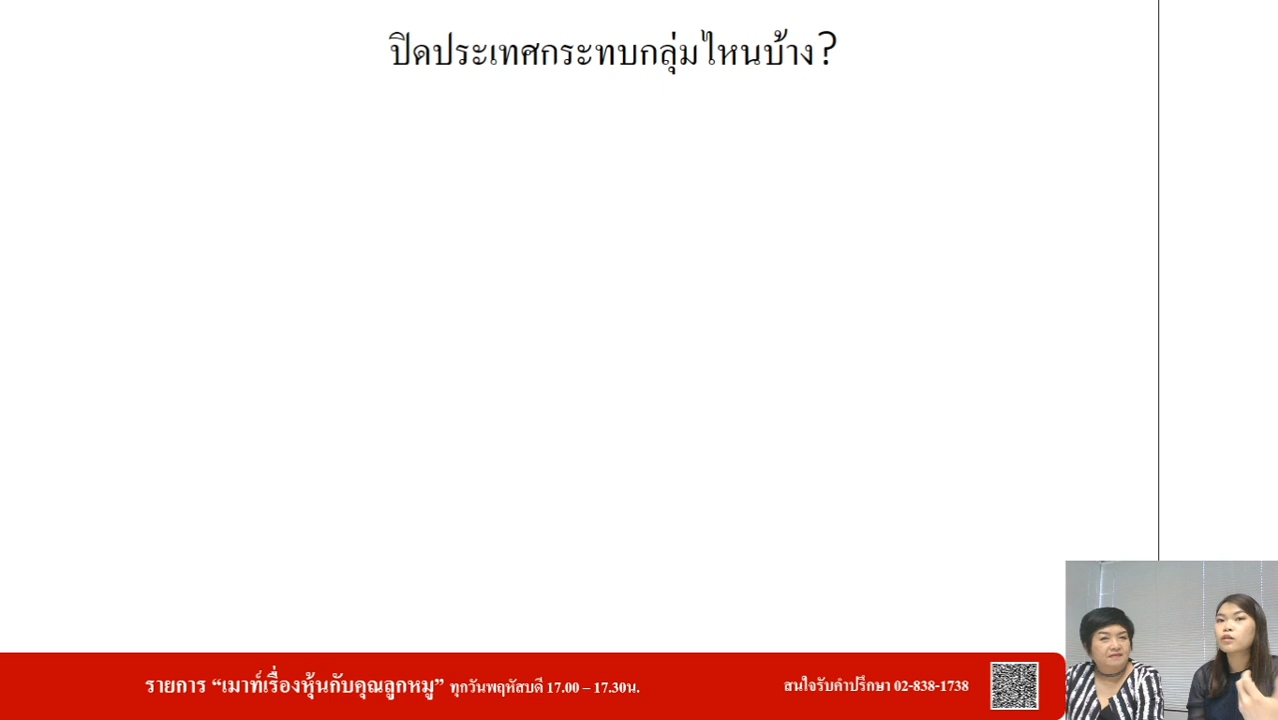 ปิดประเทศกระทบกลุ่มไหนบ้าง?
รายการ “เมาท์เรื่องหุ้นกับคุณลูกหมู” ทุกวันพฤหัสบดี 17.00 – 17.30น.
สนใจรับคำปรึกษา 02-838-1738